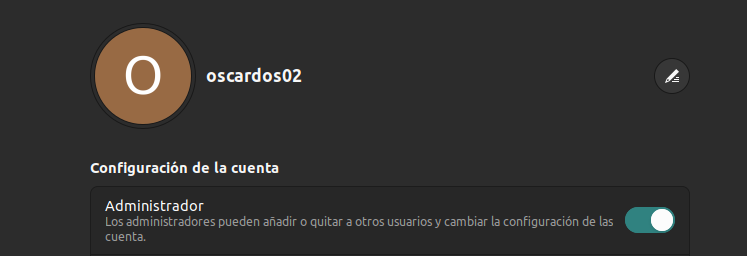 O
oscardos02
Configuración de la cuenta
Administrador
Los administradores pueden añadir o quitar a otros usuarios y cambiar la configuración de las
cuenta.